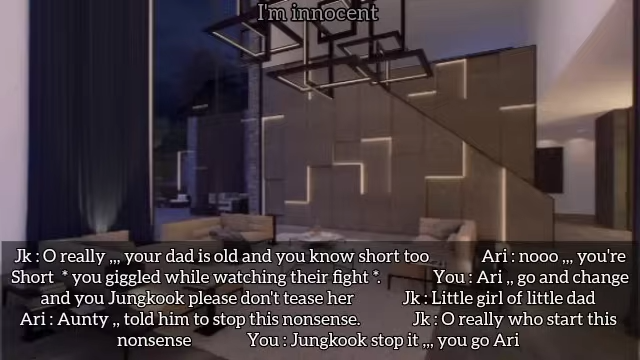 I'm innocent
Jk : O really ,,, your dad is old and you know short too Ari : nooo ,,, you're
Short * you giggled while watching their fight *. You : Ari ,, go and change
and you Jungkook please don't tease her Jk : Little girl of little dad
Ari : Aunty ,, told him to stop this nonsense. Jk : O really who start this
nonsense You : Jungkook stop it ,,, you go Ari